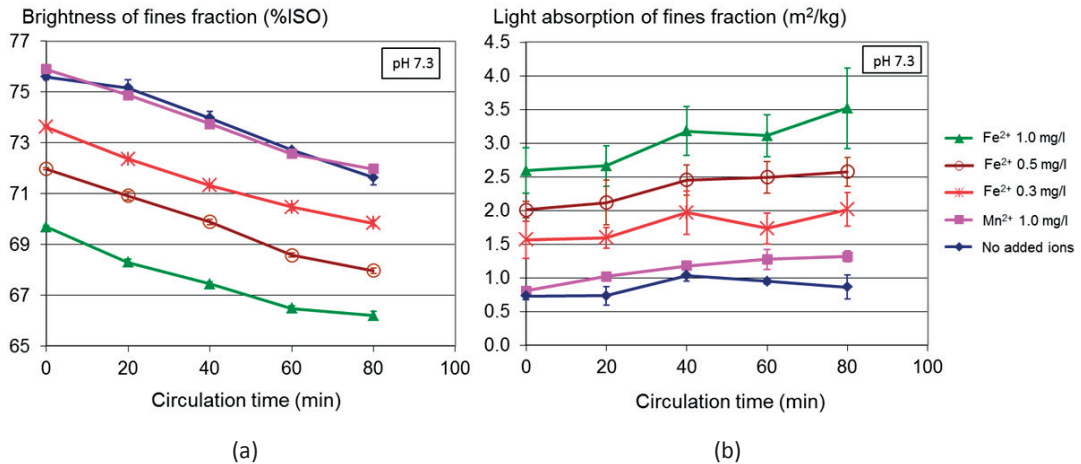 Brightness of fines fraction (%ISO)
77
75
73
71
69
67
65
0 20 40 60 80 100
Circulation time (min)
pH 7.3
(a)
Light absorption of fines fraction (m²/kg)
4.5
4.0
3.5
3.0
2.5
2.0
1.5
1.0
0.5
0.0
0 20 40 60 80 100
Circulation time (min)
pH 7.3
(b)
Fe²⁺ 1.0 mg/l
Fe²⁺ 0.5 mg/l
Fe²⁺ 0.3 mg/l
Mn²⁺ 1.0 mg/l
No added ions